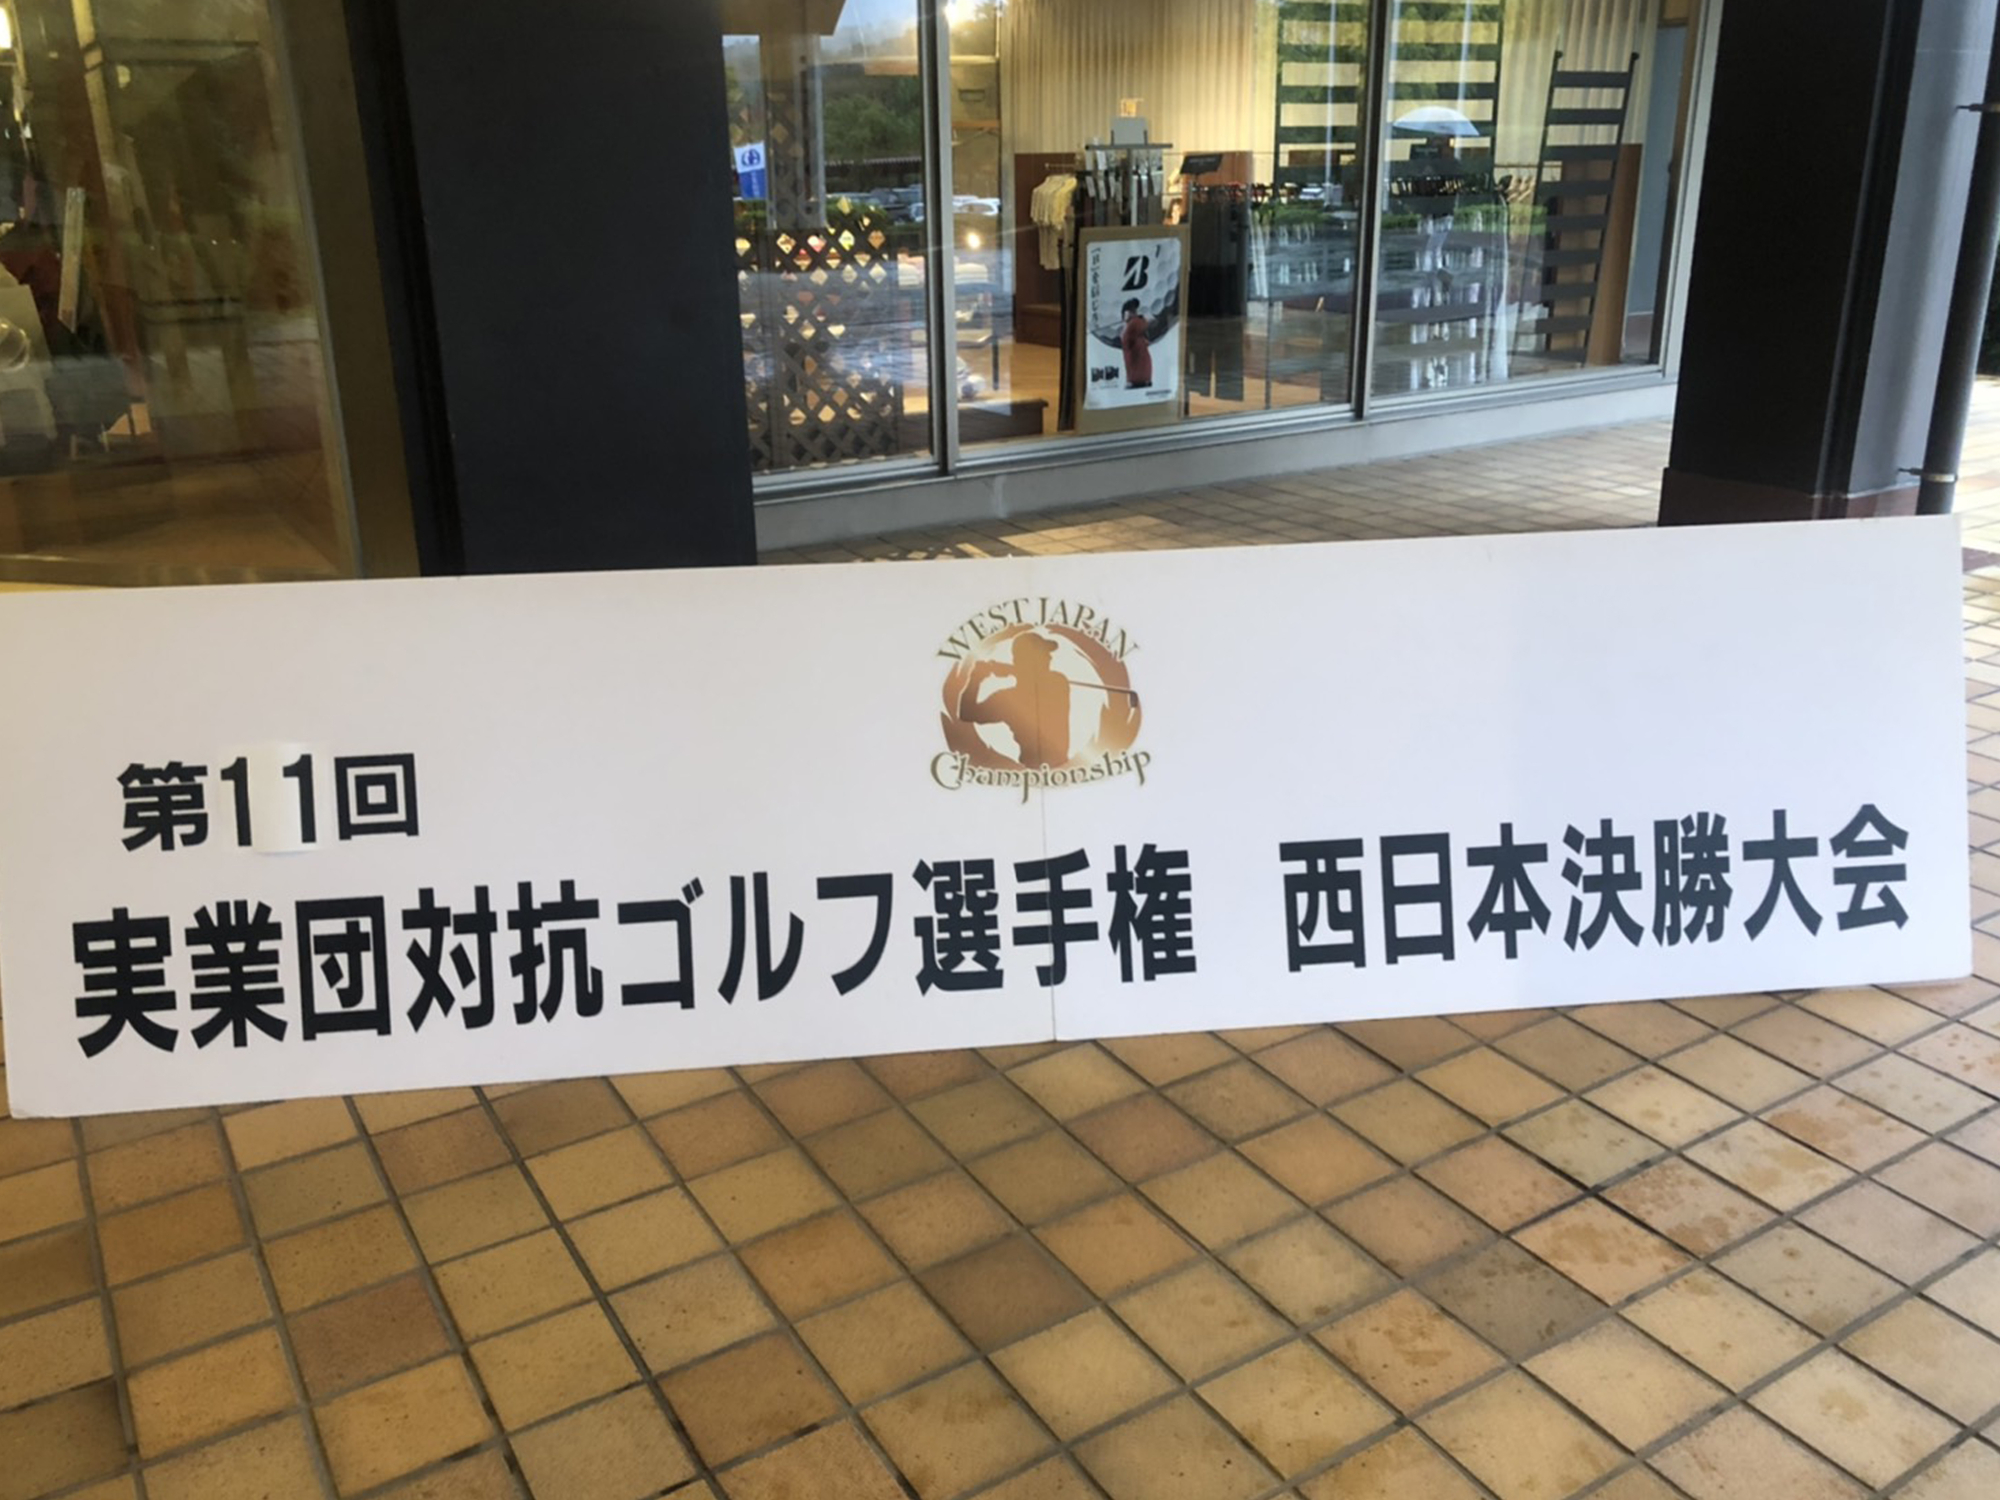 WEST JAPAN
Championship
第11回
実業団対抗ゴルフ選手権 西日本決勝大会
B